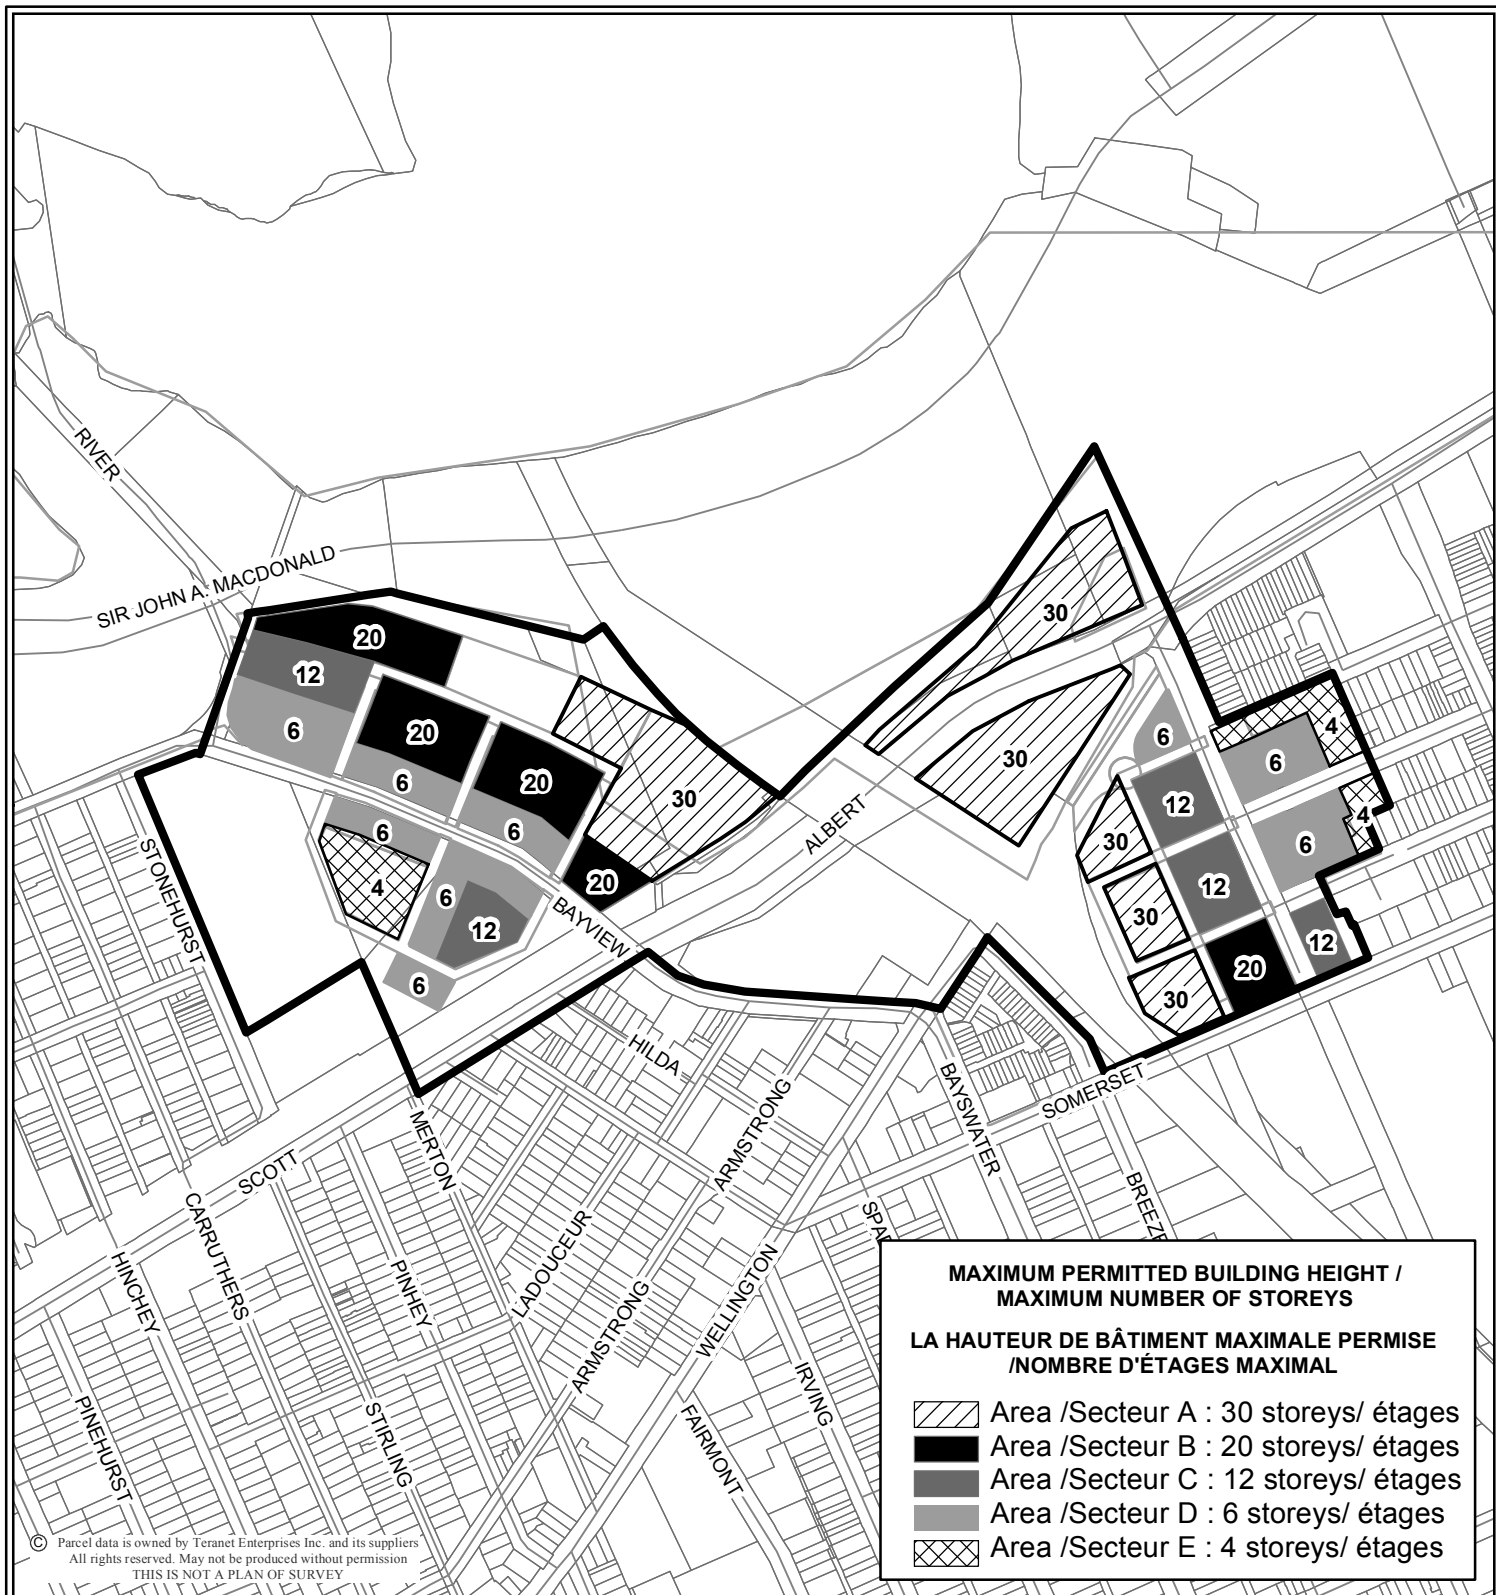 RIVER
SIR JOHN A. MACDONALD
30
20
12
6
20
6
20
6
30
20
6
4
6
12
6
30
6
12
30
12
30
20
30
12
4
6
4
6
ALBERT
BAYVIEW
STONEHURST
HILDA
MERTON
SCOTT
ARMSTRONG
BAYSWATER
SOMERSET
BREEZE
CARRUTHERS
HINCHEY
PINHEY
LADOUCEUR
ARMSTRONG
WELLINGTON
IRVING
FAIRMONT
STIRLING
PINEHURST
MAXIMUM PERMITTED BUILDING HEIGHT /
MAXIMUM NUMBER OF STOREYS
LA HAUTEUR DE BÂTIMENT MAXIMALE PERMISE
/NOMBRE D'ÉTAGES MAXIMAL
Area /Secteur A : 30 storeys/ étages
Area /Secteur B : 20 storeys/ étages
Area /Secteur C : 12 storeys/ étages
Area /Secteur D : 6 storeys/ étages
Area /Secteur E : 4 storeys/ étages
© Parcel data is owned by Teranet Enterprises Inc. and its suppliers
All rights reserved. May not be produced without permission
THIS IS NOT A PLAN OF SURVEY